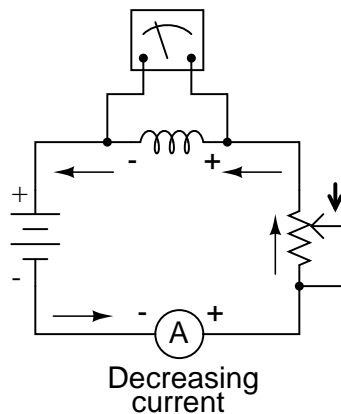 - +
+
-
- A +
Decreasing
current